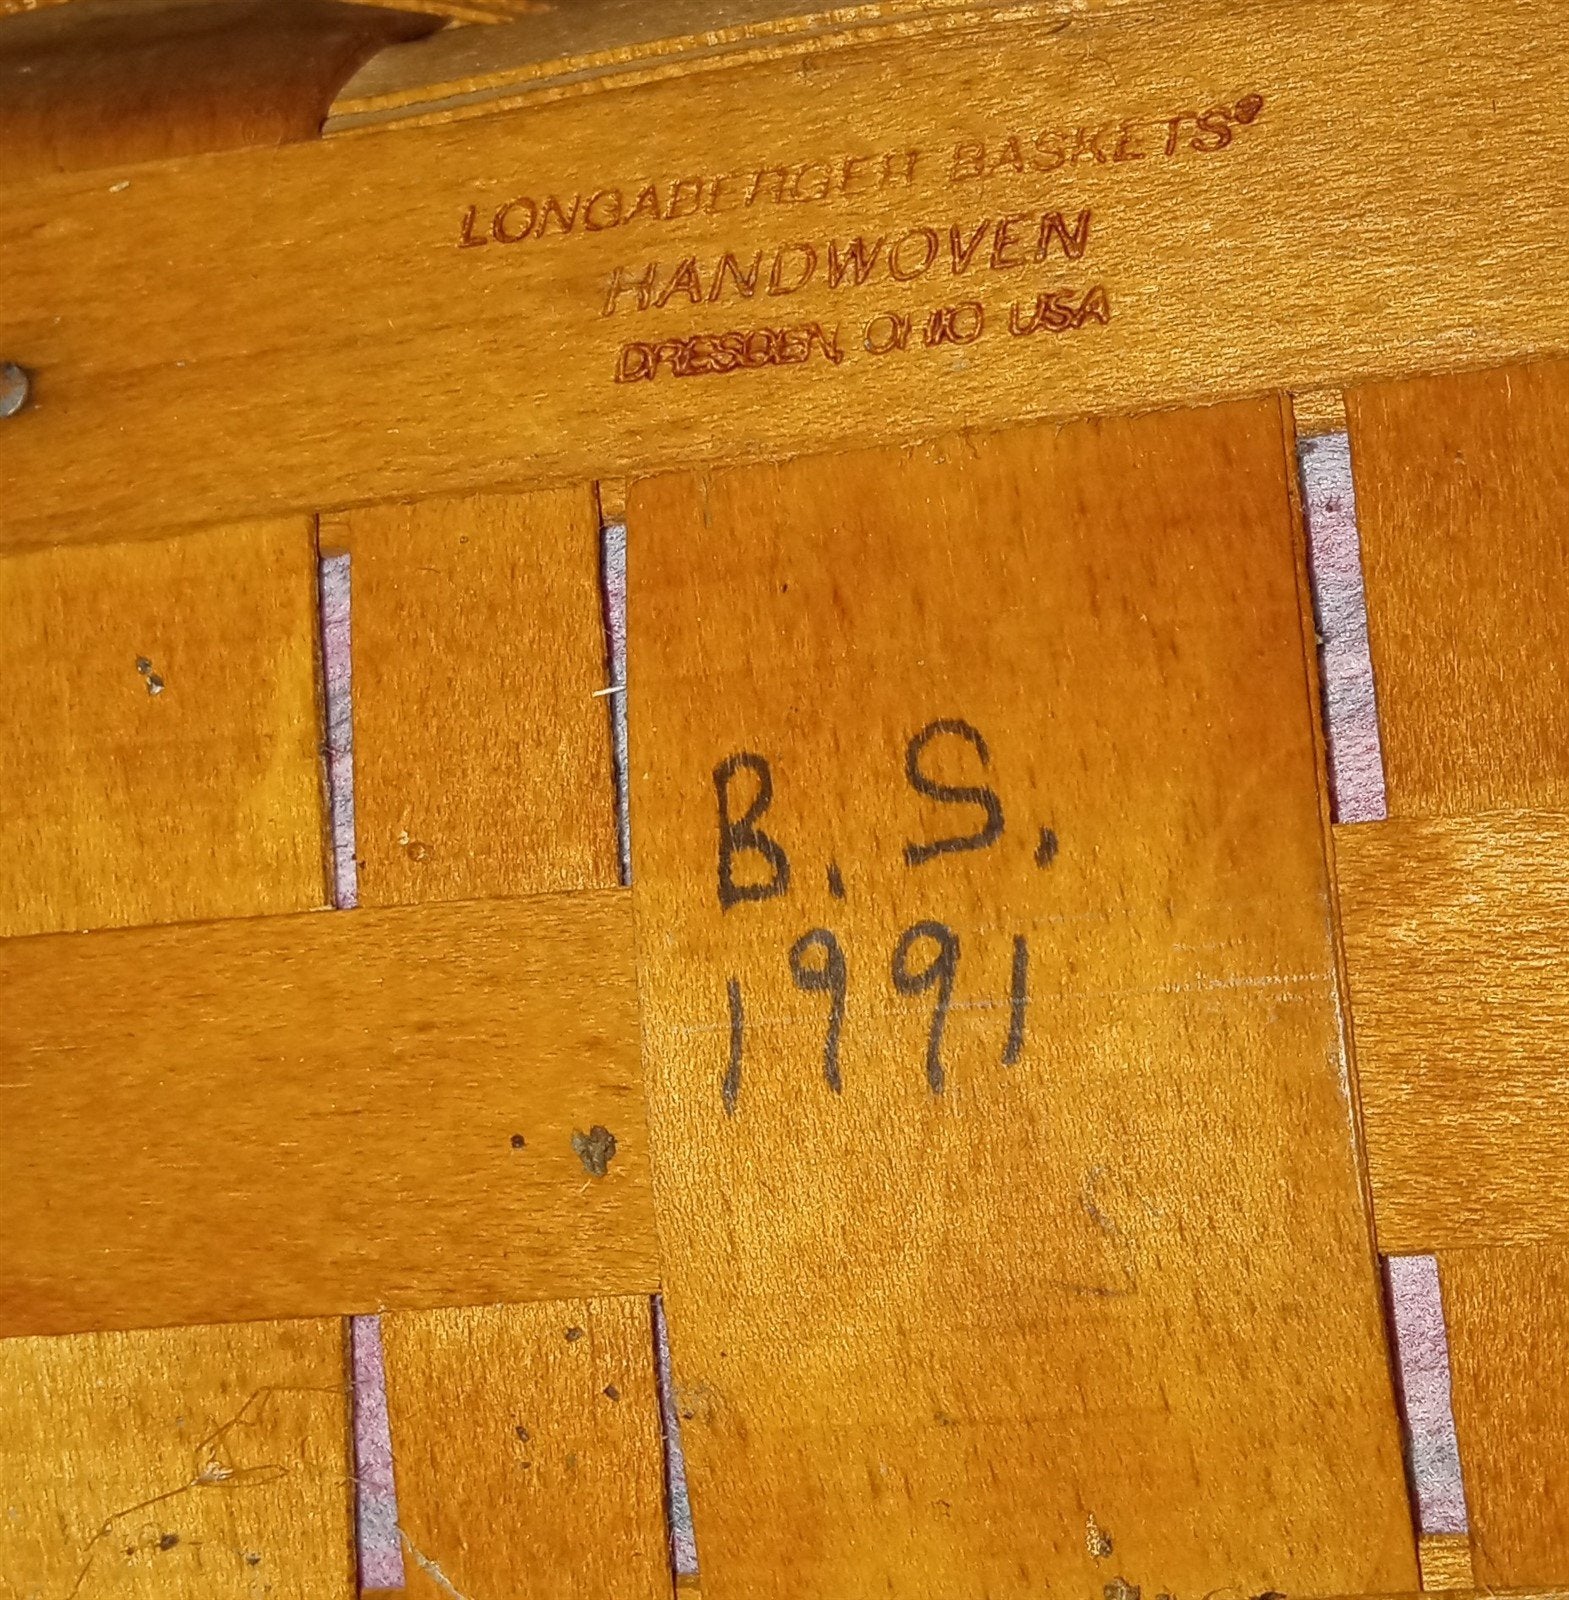 LONGABERGER BASKETS®
HANDWOVEN
DRESDEN, OHIO USA
B. S.
1991